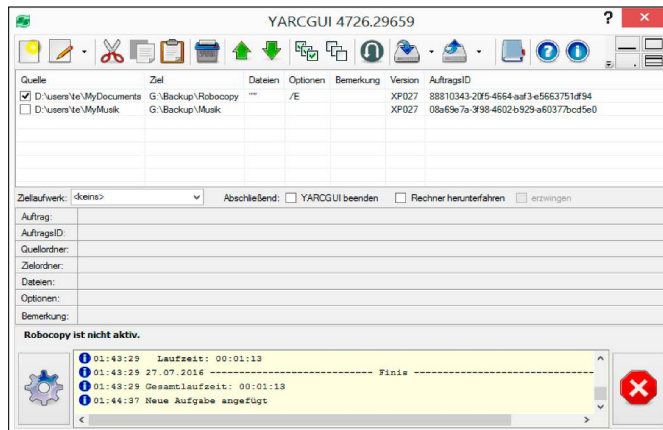 YARCGUI 4726.29659
?
Quelle Ziel Dateien Optionen Bemerkung Version AuftragsID
D:\users\te\MyDocuments G:\Backup\Robocopy "" /E XP027 88810343-20f5-4664-aaf3-e5663751df94
D:\users\te\MyMusik G:\Backup\Musik XP027 08a69e7a-3f98-4602-b929-a60377bcd5e0
Ziellaufwerk: <keins> Abschließend: YARCGUI beenden Rechner herunterfahren erzwingen
Auftrag:
AuftragsID:
Quellordner:
Zielordner:
Dateien:
Optionen:
Bemerkung:
Robocopy ist nicht aktiv.
01:43:29 Laufzeit: 00:01:13
01:43:29 27.07.2016 -------------------------------- Finis -----------------------------------
01:43:29 Gesamtlaufzeit: 00:01:13
01:44:37 Neue Aufgabe angefügt